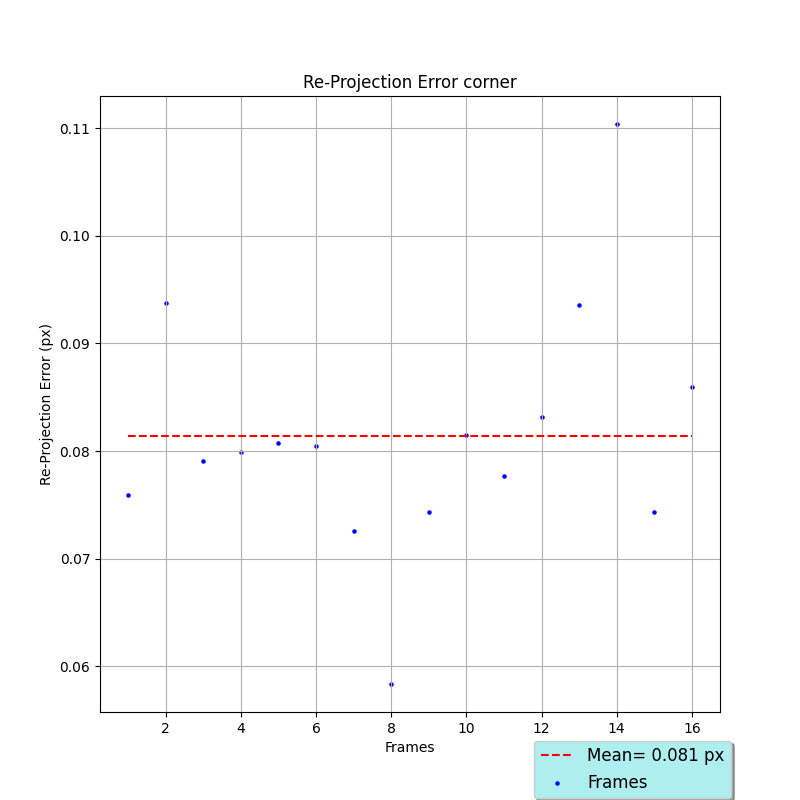 Re-Projection Error corner
0.11
0.10
0.09
0.08
0.07
0.06
Re-Projection Error (px)
2 4 6 8 10 12 14 16
Frames
Mean= 0.081 px
Frames